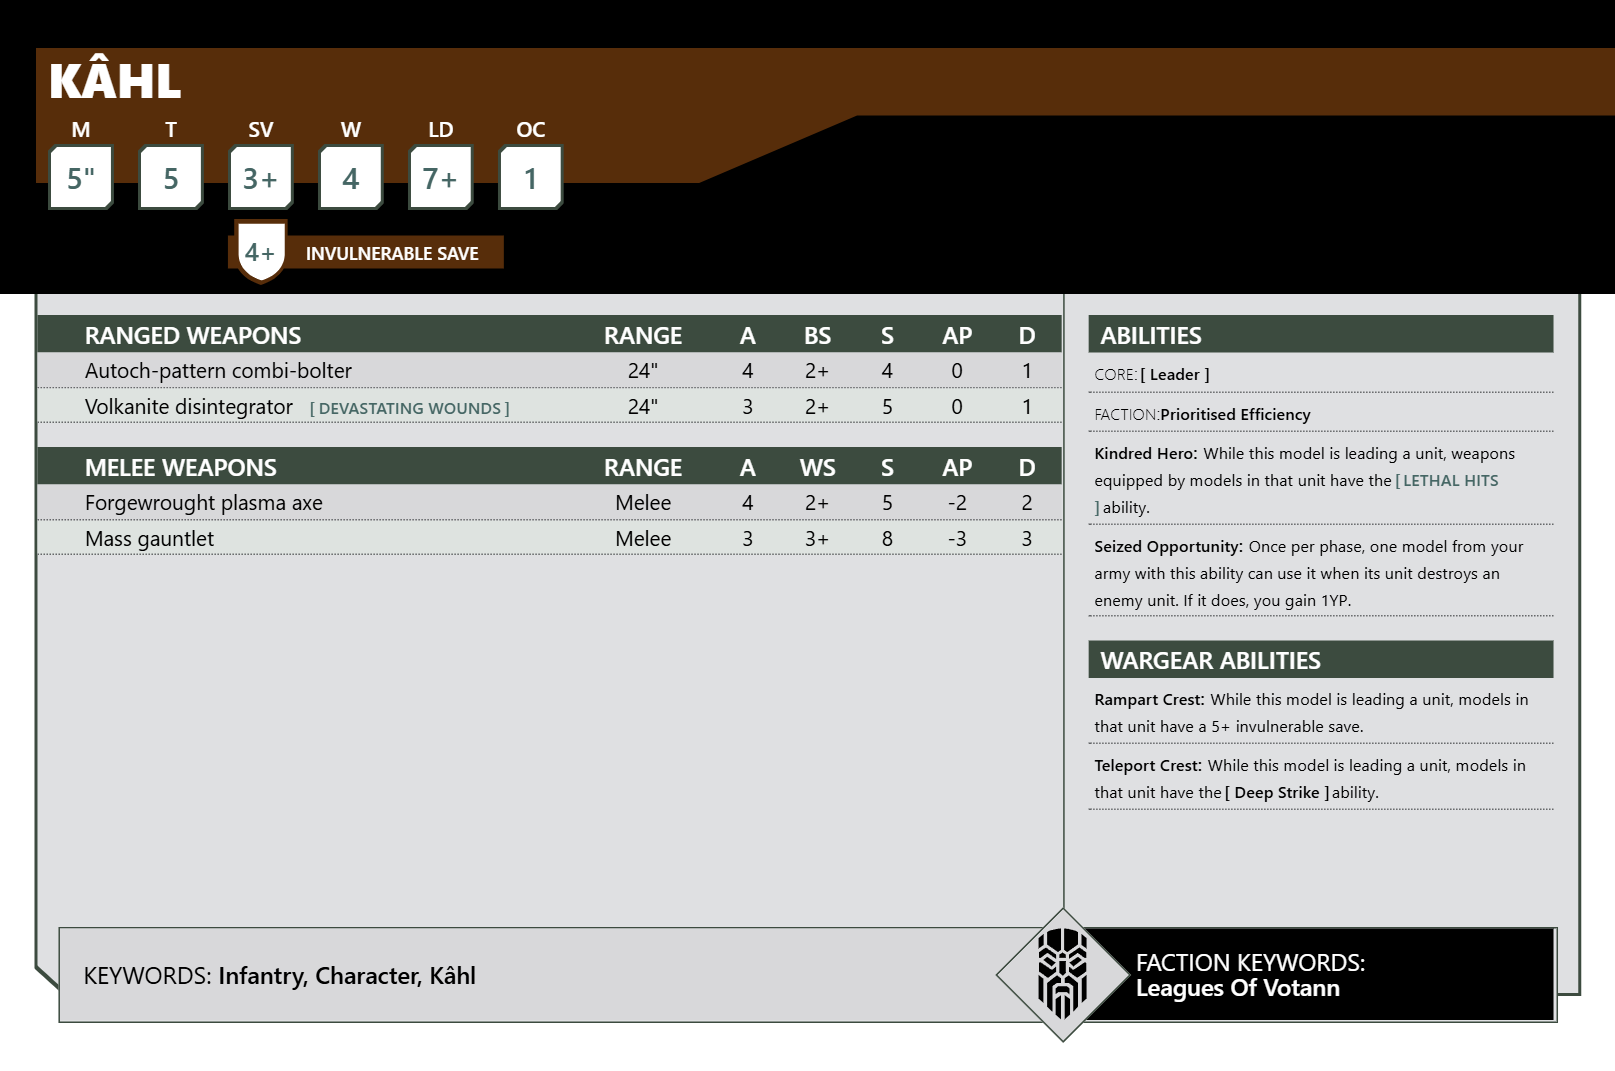 KÂHL
M T SV W LD OC
5" 5 3+ 4 7+ 1
4+ INVULNERABLE SAVE
RANGED WEAPONS RANGE A BS S AP D
Autoch-pattern combi-bolter 24" 4 2+ 4 0 1
Volkanite disintegrator [ DEVASTATING WOUNDS ] 24" 3 2+ 5 0 1
MELEE WEAPONS RANGE A WS S AP D
Forgewrought plasma axe Melee 4 2+ 5 -2 2
Mass gauntlet Melee 3 3+ 8 -3 3
ABILITIES
CORE: [ Leader ]
FACTION:Prioritised Efficiency
Kindred Hero: While this model is leading a unit, weapons
equipped by models in that unit have the [ LETHAL HITS
] ability.
Seized Opportunity: Once per phase, one model from your
army with this ability can use it when its unit destroys an
enemy unit. If it does, you gain 1YP.
WARGEAR ABILITIES
Rampart Crest: While this model is leading a unit, models in
that unit have a 5+ invulnerable save.
Teleport Crest: While this model is leading a unit, models in
that unit have the [ Deep Strike ] ability.
KEYWORDS: Infantry, Character, Kâhl
FACTION KEYWORDS:
Leagues Of Votann